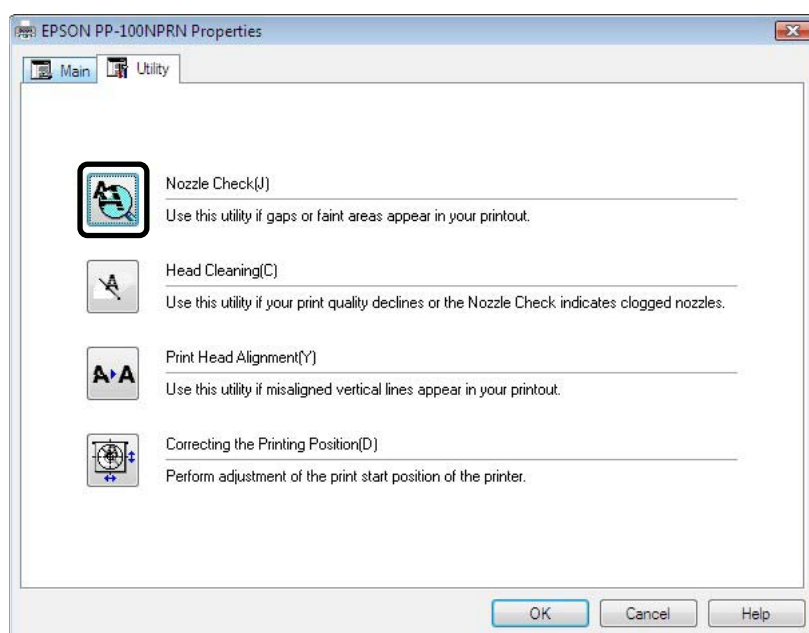 EPSON PP-100NPRN Properties
Main
Utility
Nozzle Check(J)
Use this utility if gaps or faint areas appear in your printout.
Head Cleaning(C)
Use this utility if your print quality declines or the Nozzle Check indicates clogged nozzles.
Print Head Alignment(Y)
Use this utility if misaligned vertical lines appear in your printout.
Correcting the Printing Position(D)
Perform adjustment of the print start position of the printer.
OK
Cancel
Help